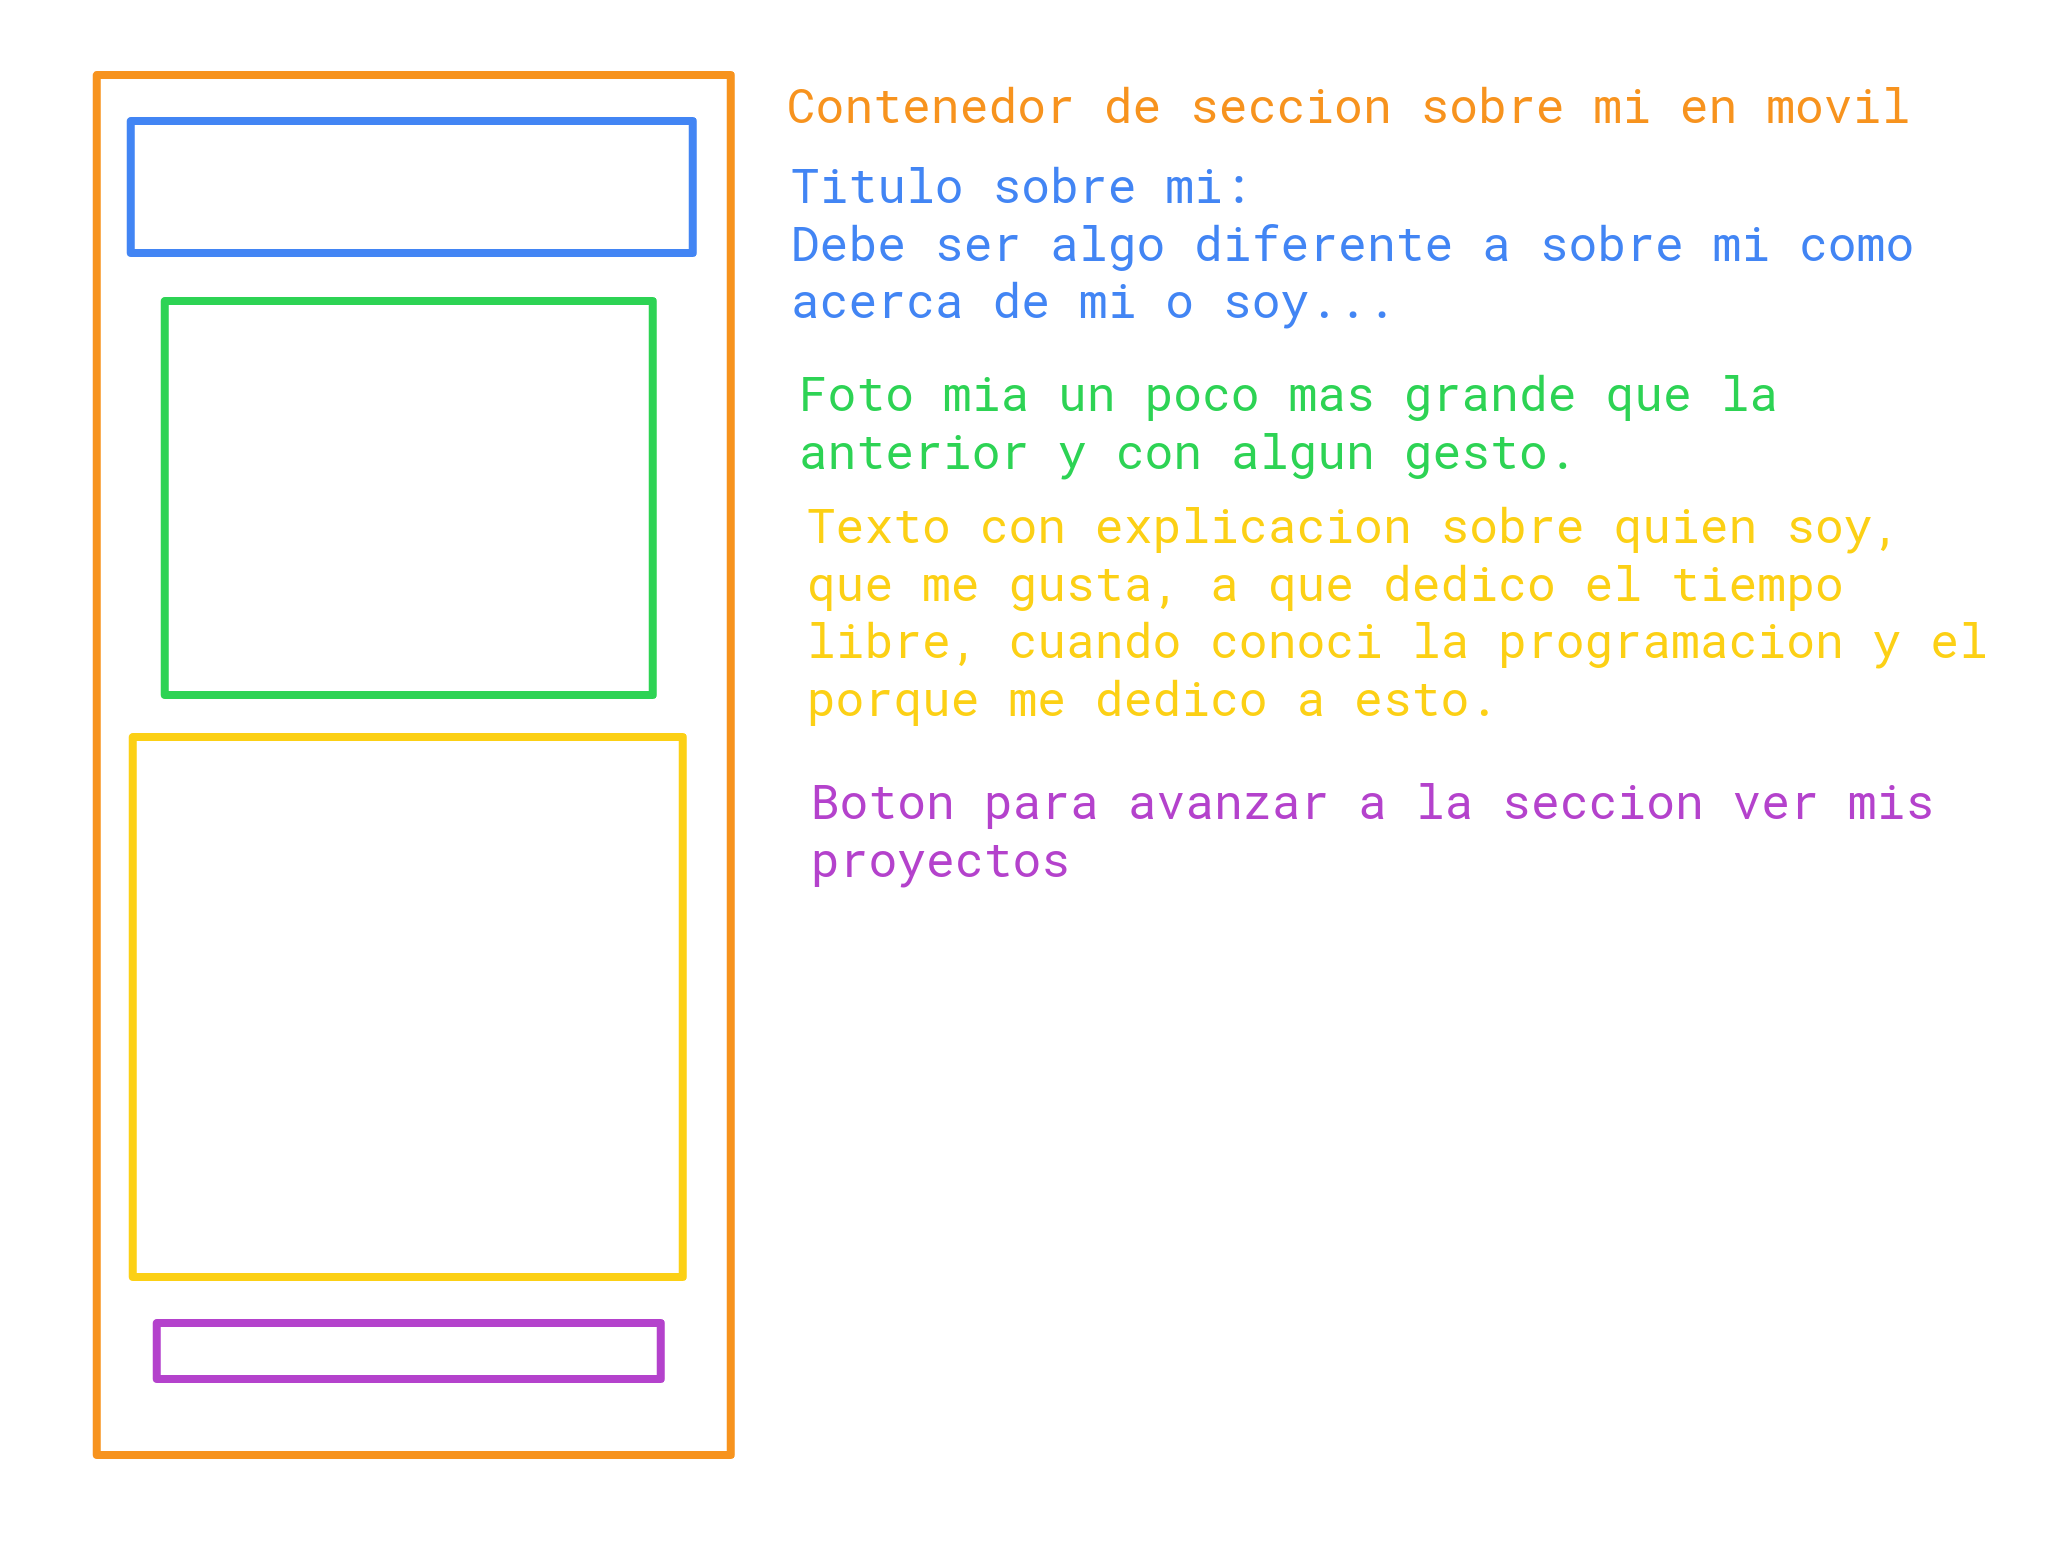 Contenedor de seccion sobre mi en movil
Titulo sobre mi:
Debe ser algo diferente a sobre mi como
acerca de mi o soy...
Foto mia un poco mas grande que la
anterior y con algun gesto.
Texto con explicacion sobre quien soy,
que me gusta, a que dedico el tiempo
libre, cuando conoci la programacion y el
porque me dedico a esto.
Boton para avanzar a la seccion ver mis
proyectos